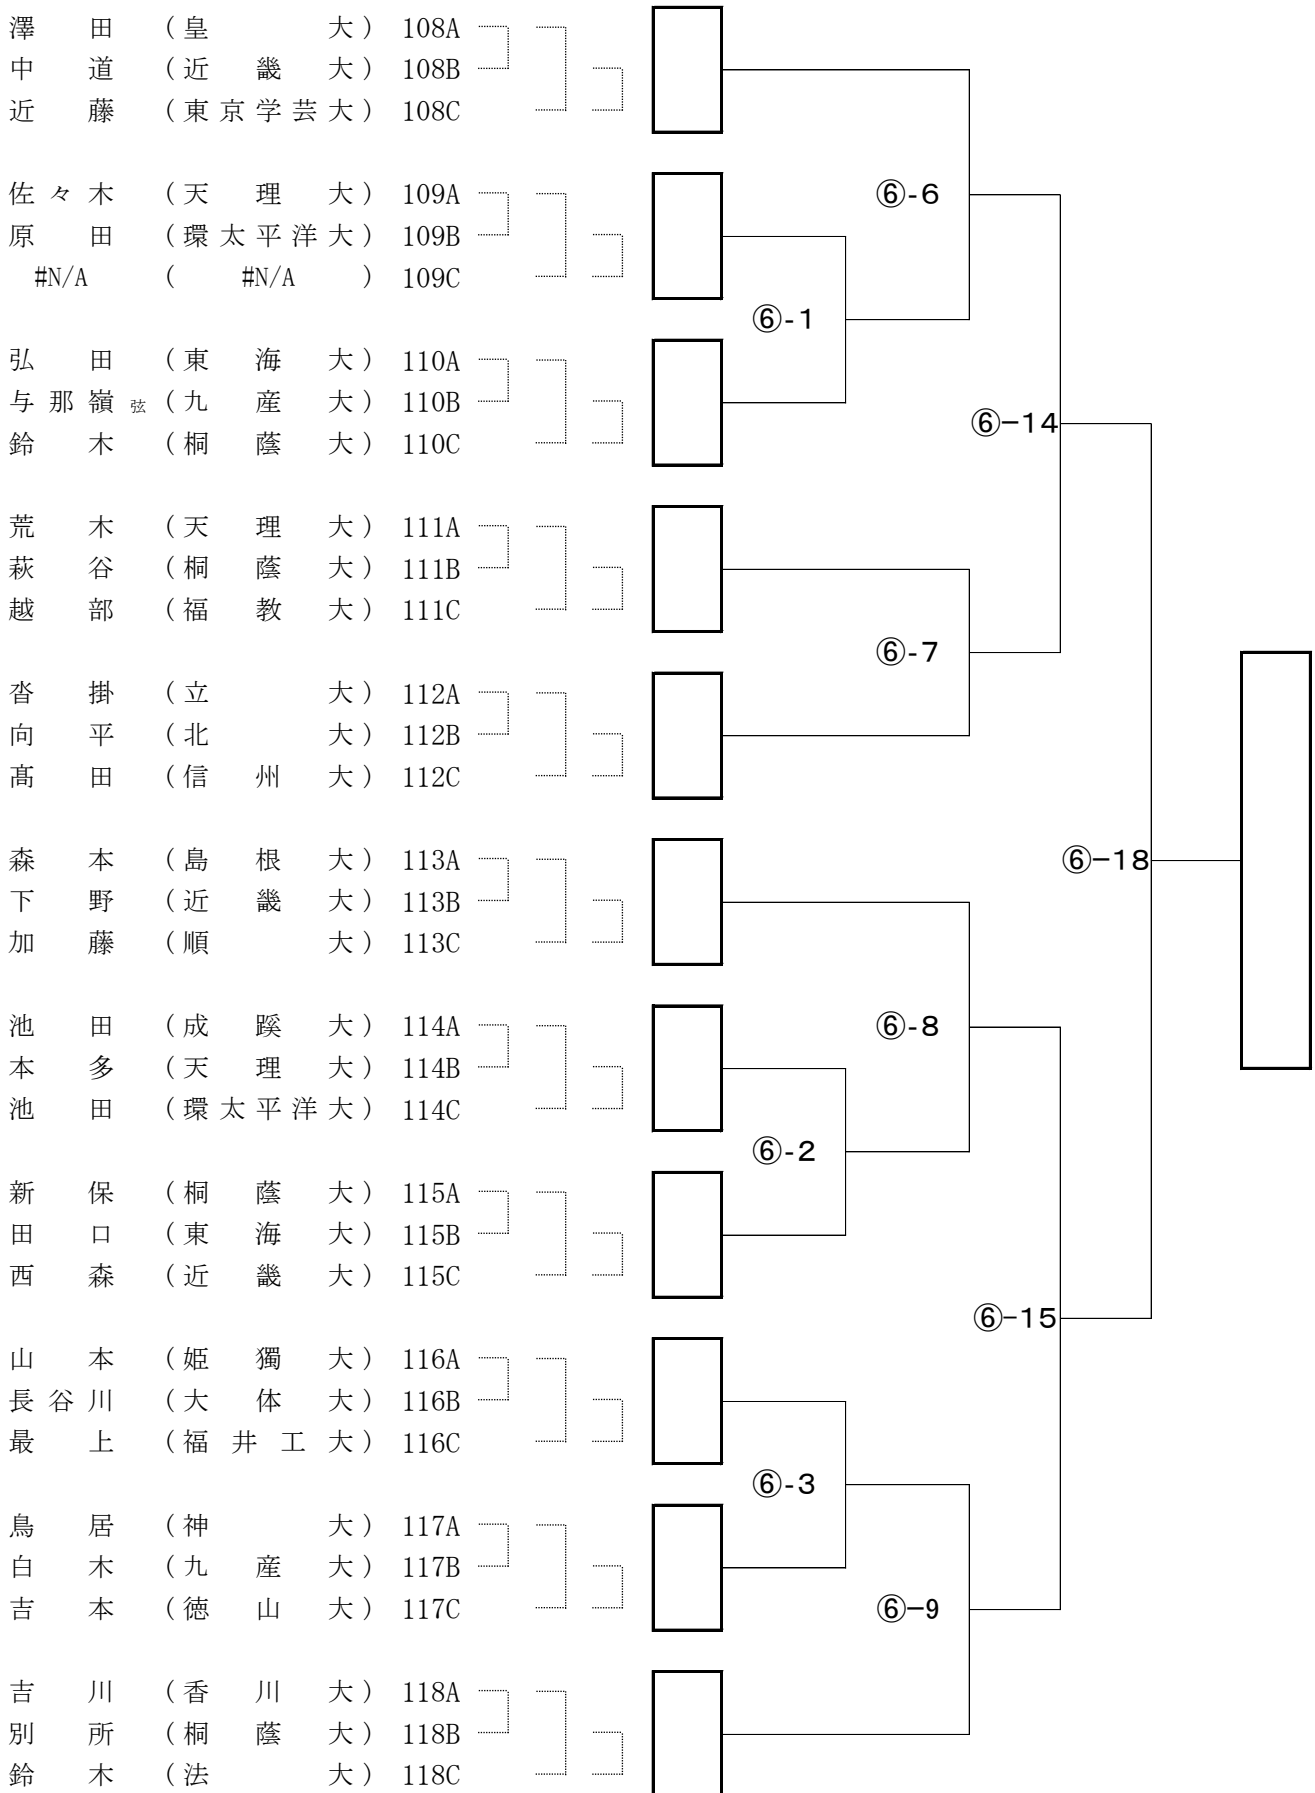 澤田 (皇大) 108A
中道 (近畿大) 108B
近藤 (東京学芸大) 108C
佐々木 (天理大) 109A
⑥-6
原田 (環太平洋大) 109B
#N/A ( #N/A ) 109C
⑥-1
弘田 (東海大) 110A
与那嶺弦 (九産大) 110B
⑥-14
鈴木 (桐蔭大) 110C
荒木 (天理大) 111A
萩谷 (桐蔭大) 111B
越部 (福教大) 111C
⑥-7
沓掛 (立大) 112A
向平 (北大) 112B
髙田 (信州大) 112C
森本 (島根大) 113A
⑥-18
下野 (近畿大) 113B
加藤 (順大) 113C
池田 (成蹊大) 114A
⑥-8
本多 (天理大) 114B
池田 (環太平洋大) 114C
⑥-2
新保 (桐蔭大) 115A
田口 (東海大) 115B
西森 (近畿大) 115C
⑥-15
山本 (姫獨大) 116A
長谷川 (大体大) 116B
最上 (福井工大) 116C
⑥-3
鳥居 (神大) 117A
白木 (九産大) 117B
吉本 (徳山大) 117C
⑥-9
吉川 (香川大) 118A
別所 (桐蔭大) 118B
鈴木 (法大) 118C